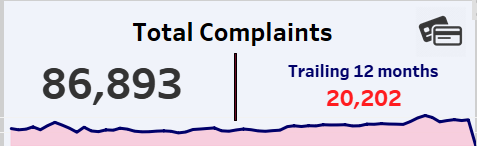 Total Complaints
86,893
Trailing 12 months
20,202